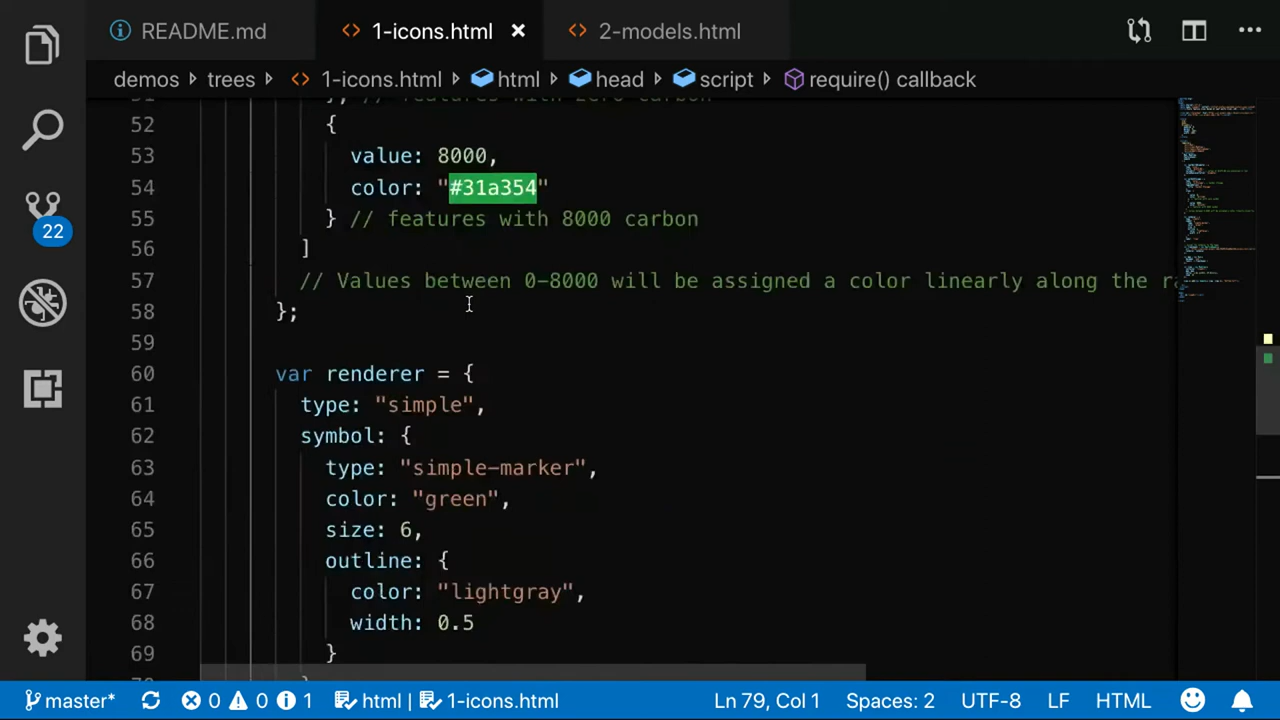 README.md
1-icons.html
2-models.html
demos
trees
1-icons.html
html
head
script
require() callback
with zero carbon
52 {
53 value: 8000,
54 color: "#31a354"
55 } // features with 8000 carbon
56 ]
57 // Values between 0-8000 will be assigned a color linearly along the
58 };
59
60 var renderer = {
61 type: "simple",
62 symbol: {
63 type: "simple-marker",
64 color: "green",
65 size: 6,
66 outline: {
67 color: "lightgray",
68 width: 0.5
69 }
22
master*
0
0
1
html
1-icons.html
Ln 79, Col 1
Spaces: 2
UTF-8
LF
HTML